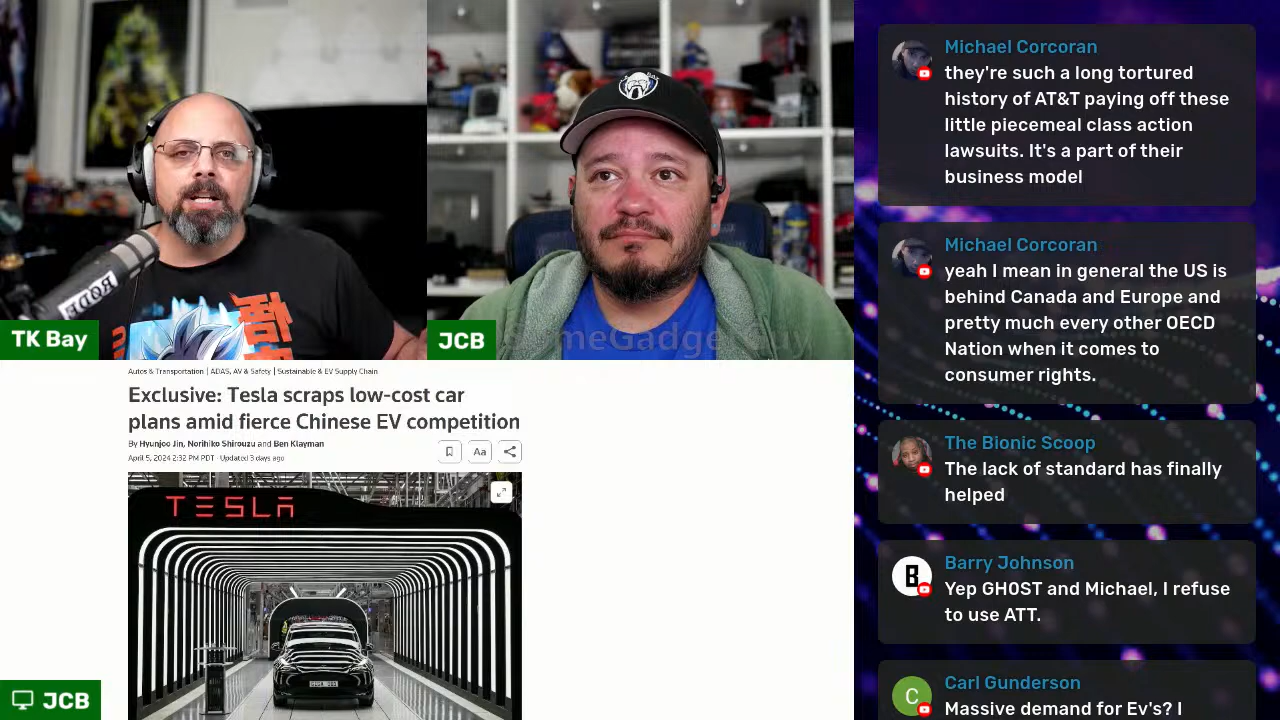 RODE
TK Bay
SomeGadgetGuy
JCB
Autos & Transportation | ADAS, AV & Safety | Sustainable & EV Supply Chain
Exclusive: Tesla scraps low-cost car
plans amid fierce Chinese EV competition
By Hyunjoo Jin, Norihiko Shirouzu and Ben Klayman
April 5, 2024 2:32 PM PDT · Updated 3 days ago
Aa
TESLA
JCB
Michael Corcoran
they're such a long tortured
history of AT&T paying off these
little piecemeal class action
lawsuits. It's a part of their
business model
Michael Corcoran
yeah I mean in general the US is
behind Canada and Europe and
pretty much every other OECD
Nation when it comes to
consumer rights.
The Bionic Scoop
The lack of standard has finally
helped
B
Barry Johnson
Yep GHOST and Michael, I refuse
to use ATT.
C
Carl Gunderson
Massive demand for Ev's? I